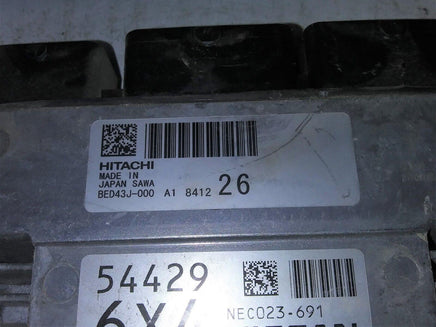 HITACHI
MADE IN
JAPAN SAWA
BED43J-000 A1 8412 26
54429
NEC023-691